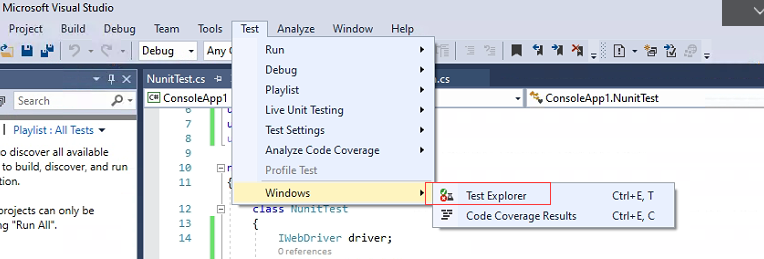 Microsoft Visual Studio
Project Build Debug Team Tools Test Analyze Window Help
Debug Any C
NunitTest.cs
.cs
ConsoleApp1
ConsoleApp1.NunitTest
Search
Playlist : All Tests
to discover all available
to build, discover, and run
projects can only be
ng "Run All".
Run
Debug
Playlist
Live Unit Testing
Test Settings
Analyze Code Coverage
Profile Test
Windows
Test Explorer Ctrl+E, T
Code Coverage Results Ctrl+E, C
6
7
8
9
10
11 {
12 class NunitTest
13 {
14 IWebDriver driver;
0 references